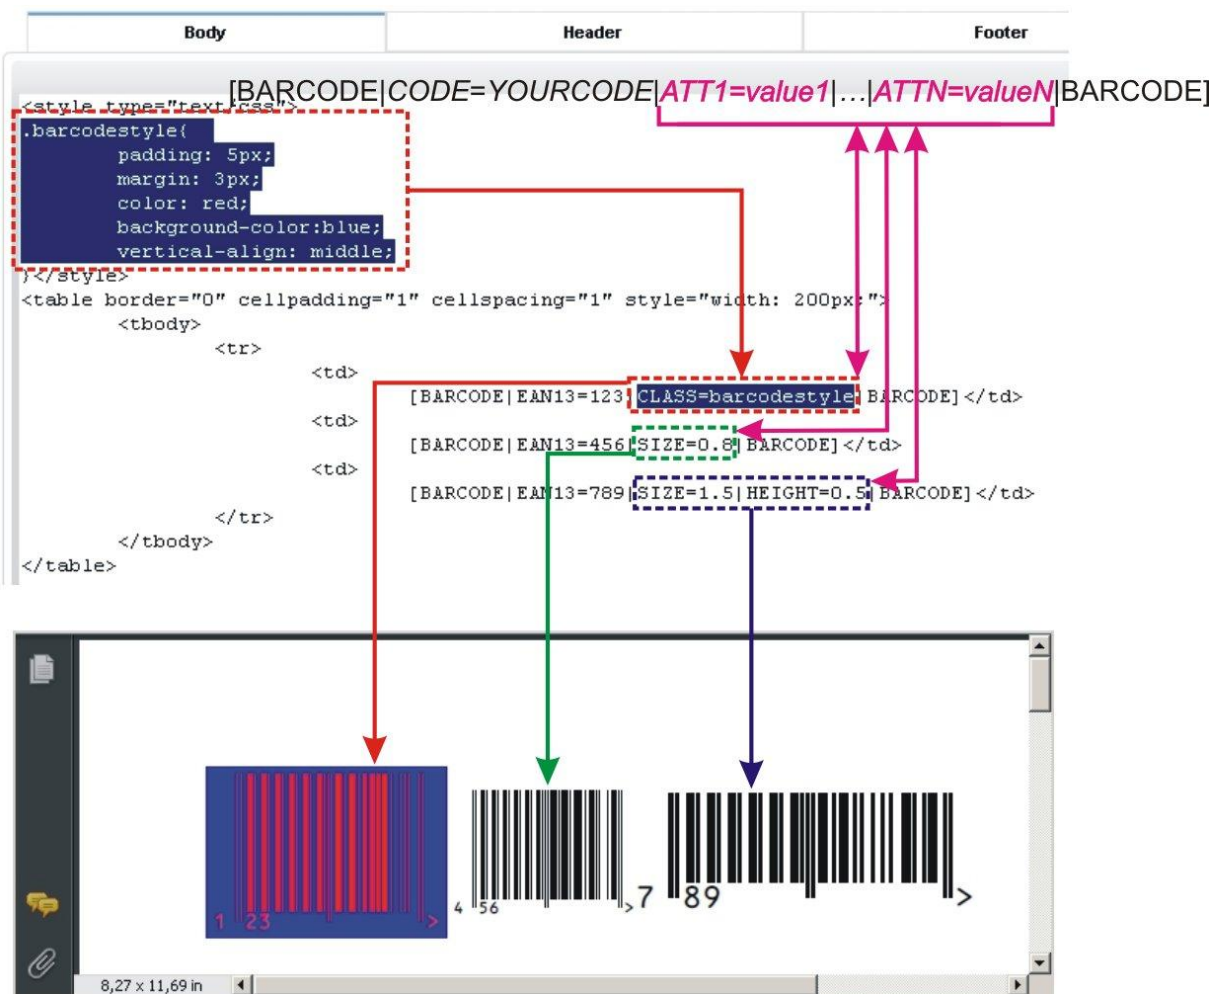 Body Header Footer
[BARCODE|CODE=YOURCODE|ATT1=value1|...|ATTN=valueN|BARCODE]
<style type="text/css">
.barcodestyle{
padding: 5px;
margin: 3px;
color: red;
background-color:blue;
vertical-align: middle;
}</style>
<table border="0" cellpadding="1" cellspacing="1" style="width: 200px;">
<tbody>
<tr>
<td>
[BARCODE|EAN13=123|CLASS=barcodestyle|BARCODE]</td>
<td>
[BARCODE|EAN13=456|SIZE=0.8|BARCODE]</td>
<td>
[BARCODE|EAN13=789|SIZE=1.5|HEIGHT=0.5|BARCODE]</td>
</tr>
</tbody>
</table>
1 23 >
4 56 >
7 89 >
8,27 x 11,69 in